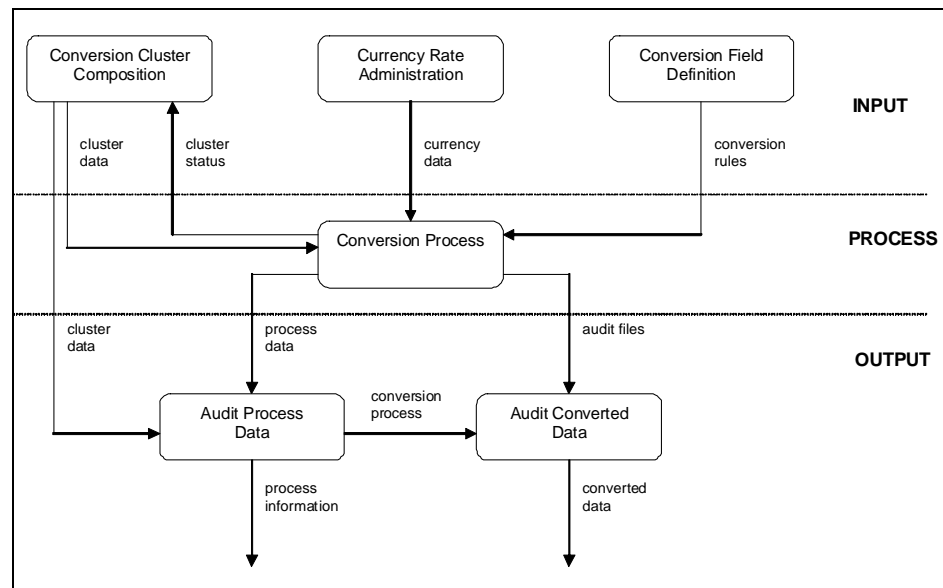 Conversion Cluster
Composition
Currency Rate
Administration
Conversion Field
Definition
INPUT
cluster
data
cluster
status
currency
data
conversion
rules
Conversion Process
PROCESS
cluster
data
process
data
audit files
OUTPUT
Audit Process
Data
conversion
process
Audit Converted
Data
process
information
converted
data